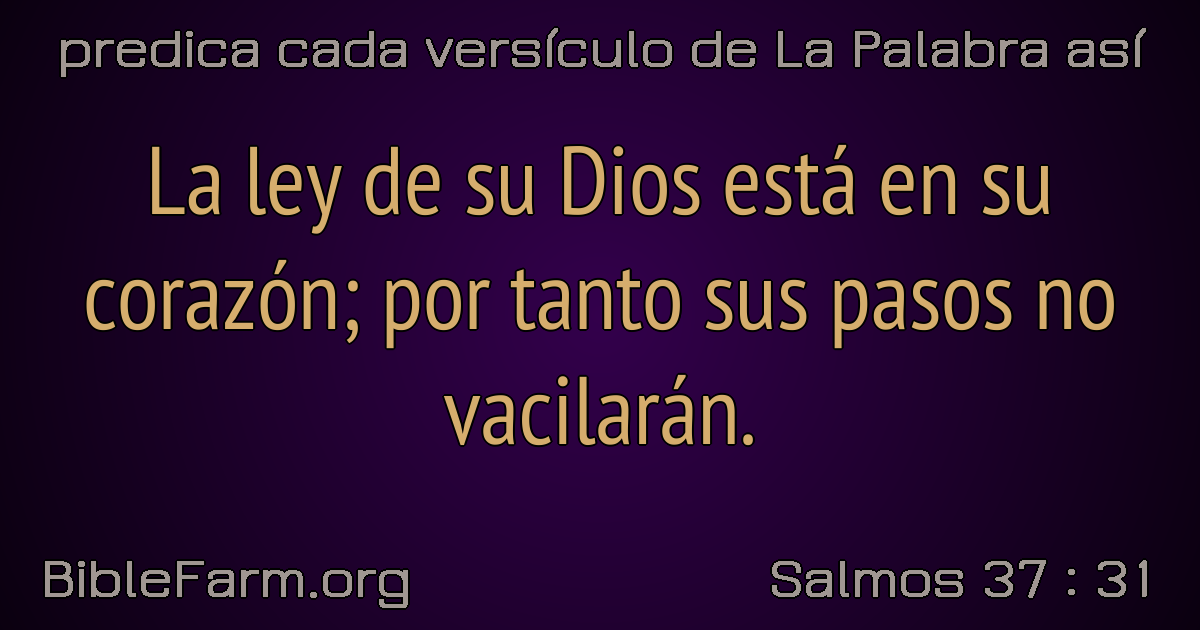 predica cada versículo de La Palabra así
La ley de su Dios está en su
corazón; por tanto sus pasos no
vacilarán.
BibleFarm.org
Salmos 37 : 31